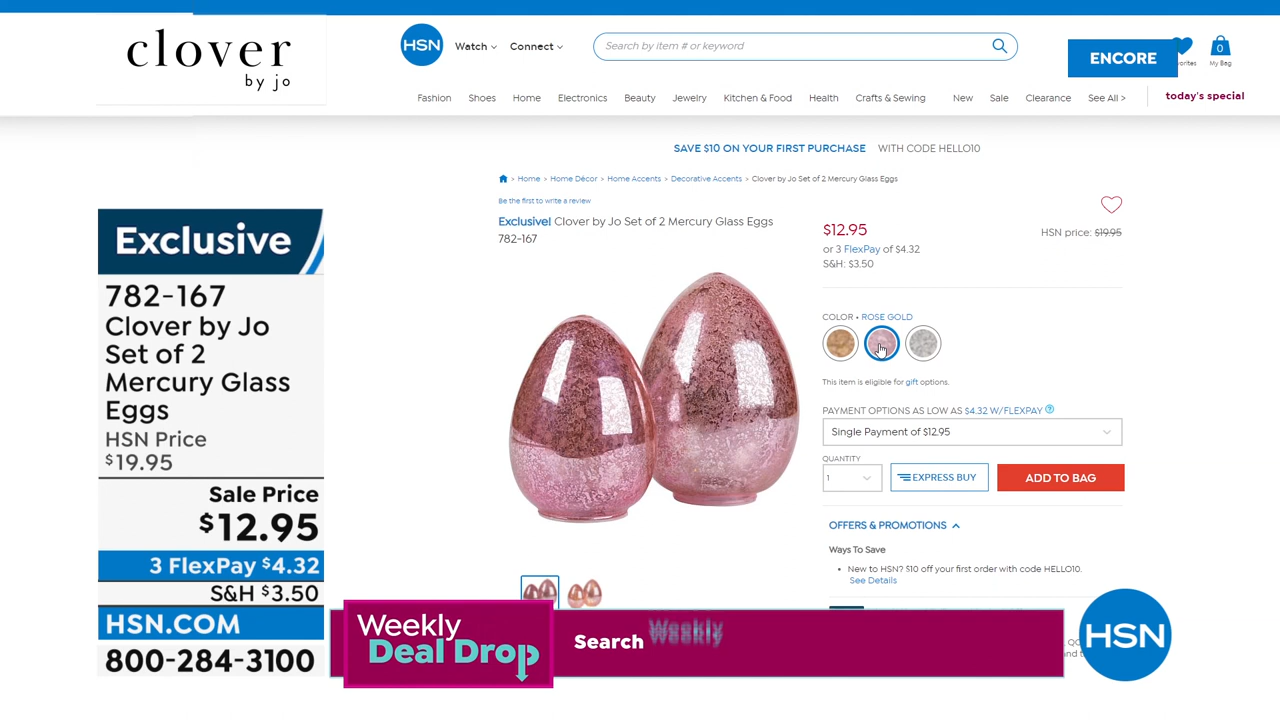 clover
by jo
HSN
Watch
Connect
Search by item # or keyword
ENCORE
0
My Bag
Fashion
Shoes
Home
Electronics
Beauty
Jewelry
Kitchen & Food
Health
Crafts & Sewing
New
Sale
Clearance
See All >
today's special
SAVE $10 ON YOUR FIRST PURCHASE WITH CODE HELLO10
> Home > Home Décor > Home Accents > Decorative Accents > Clover by Jo Set of 2 Mercury Glass Eggs
Be the first to write a review
Exclusive! Clover by Jo Set of 2 Mercury Glass Eggs
782-167
$12.95
HSN price: $19.95
or 3 FlexPay of $4.32
S&H: $3.50
COLOR • ROSE GOLD
This item is eligible for gift options.
PAYMENT OPTIONS AS LOW AS $4.32 W/FLEXPAY ?
Single Payment of $12.95
QUANTITY
1
EXPRESS BUY
ADD TO BAG
OFFERS & PROMOTIONS
Ways To Save
• New to HSN? $10 off your first order with code HELLO10.
See Details
Exclusive
782-167
Clover by Jo
Set of 2
Mercury Glass
Eggs
HSN Price
$19.95
Sale Price
$12.95
3 FlexPay $4.32
S&H $3.50
HSN.COM
800-284-3100
Weekly
Deal Drop
Search Weekly
HSN